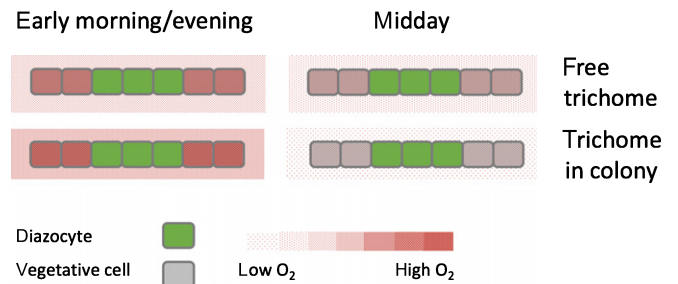 Early morning/evening
Midday
Free
trichome
Trichome
in colony
Diazocyte
Vegetative cell
Low O₂
High O₂